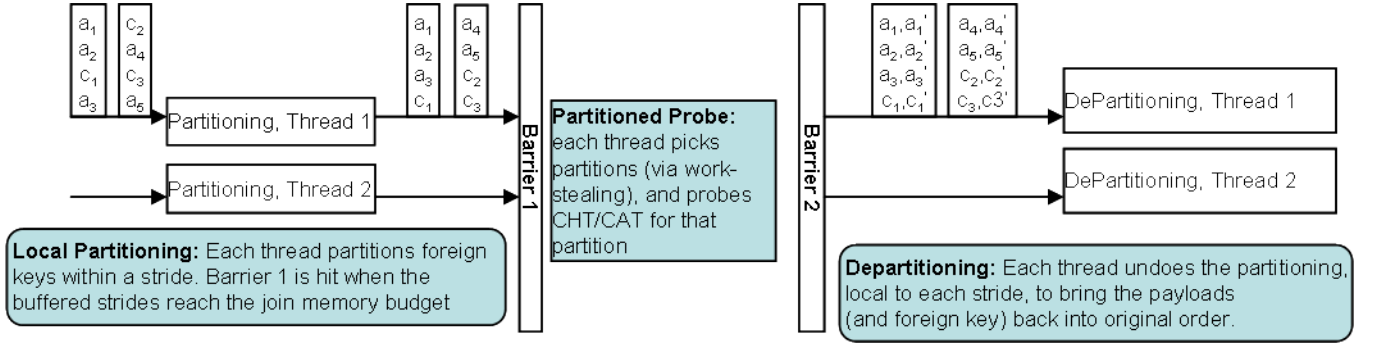 a1
a2
c1
a3
c2
a4
c3
a5
Partitioning, Thread 1
Partitioning, Thread 2
a1
a2
a3
c1
a4
a5
c2
c3
Local Partitioning: Each thread partitions foreign
keys within a stride. Barrier 1 is hit when the
buffered strides reach the join memory budget
Barrier 1
Partitioned Probe:
each thread picks
partitions (via work-
stealing), and probes
CHT/CAT for that
partition
Barrier 2
a1,a1'
a2,a2'
a3,a3'
c1,c1'
a4,a4'
a5,a5'
c2,c2'
c3,c3'
DePartitioning, Thread 1
DePartitioning, Thread 2
Departitioning: Each thread undoes the partitioning,
local to each stride, to bring the payloads
(and foreign key) back into original order.